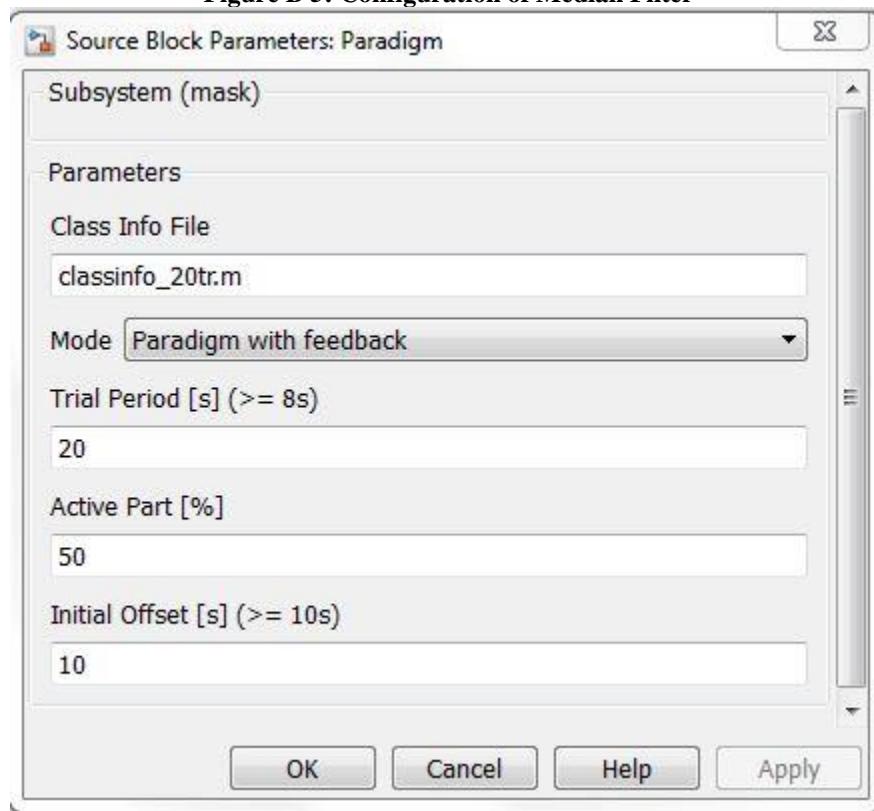 Figure B 3: Configuration of Median Filter
Source Block Parameters: Paradigm
Subsystem (mask)
Parameters
Class Info File
classinfo_20tr.m
Mode Paradigm with feedback
Trial Period [s] (>= 8s)
20
Active Part [%]
50
Initial Offset [s] (>= 10s)
10
OK Cancel Help Apply